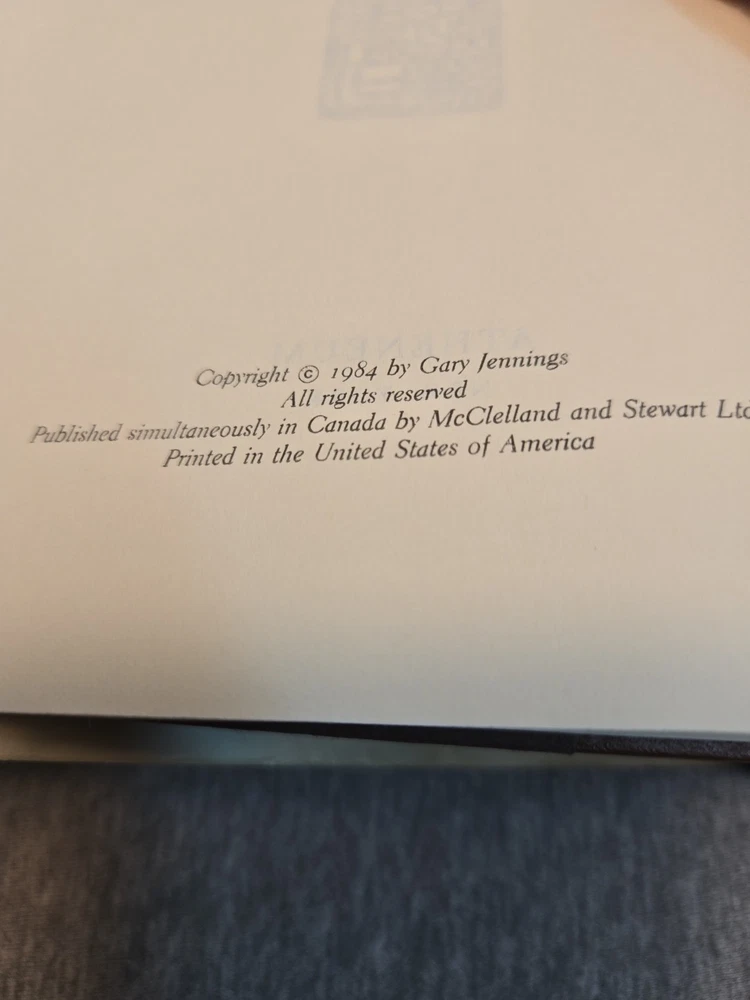 Copyright © 1984 by Gary Jennings
All rights reserved
Published simultaneously in Canada by McClelland and Stewart Ltd
Printed in the United States of America